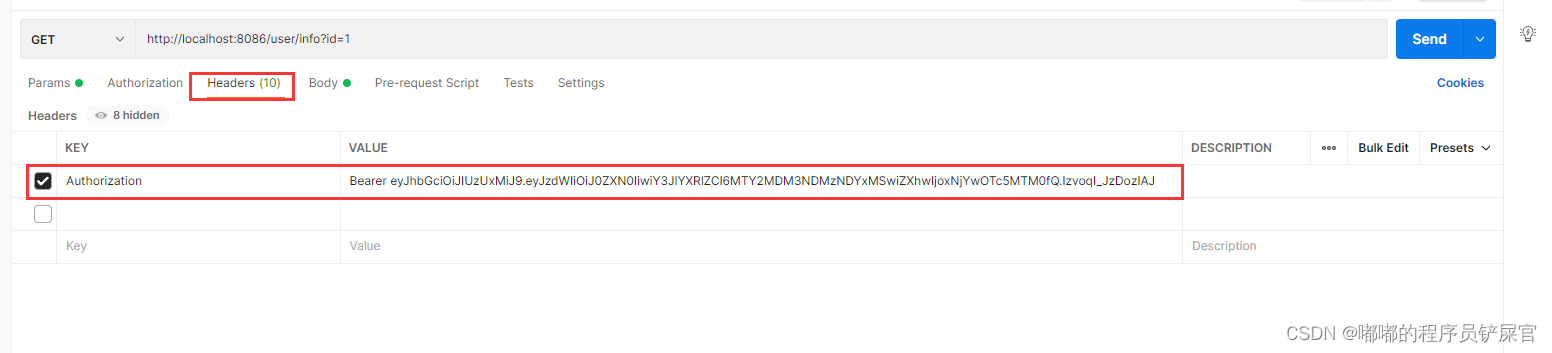 GET http://localhost:8086/user/info?id=1 Send
Params Authorization Headers (10) Body Pre-request Script Tests Settings Cookies
Headers 8 hidden
KEY VALUE DESCRIPTION ••• Bulk Edit Presets
Authorization Bearer eyJhbGciOiJIUzUxMiJ9.eyJzdWIiOiJ0ZXN0IiwiY3JlYXRlZCI6MTY2MDM3NDMzNDYxMSwiZXhwIjoxNjYwOTc5MTM0fQ.IzvoqI_JzDozIAJ
Key Value Description
CSDN @嘟嘟的程序员铲屎官